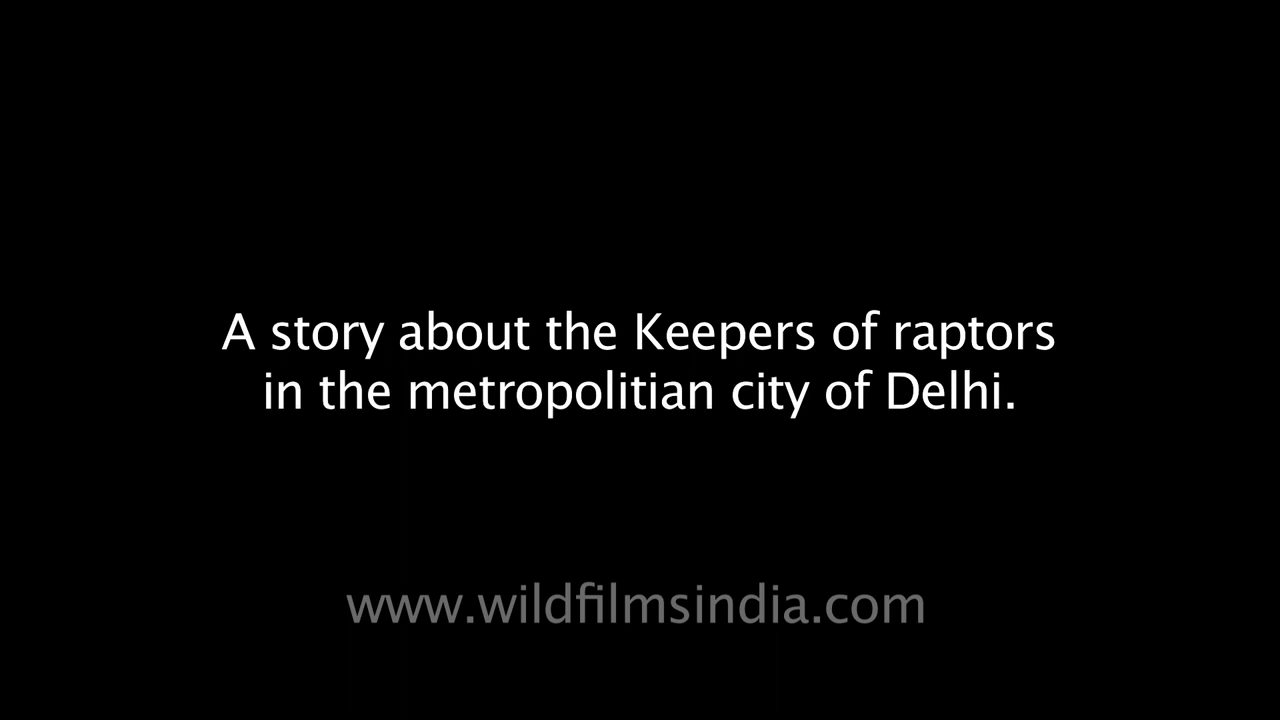 A story about the Keepers of raptors
in the metropolitian city of Delhi.
www.wildfilmsindia.com